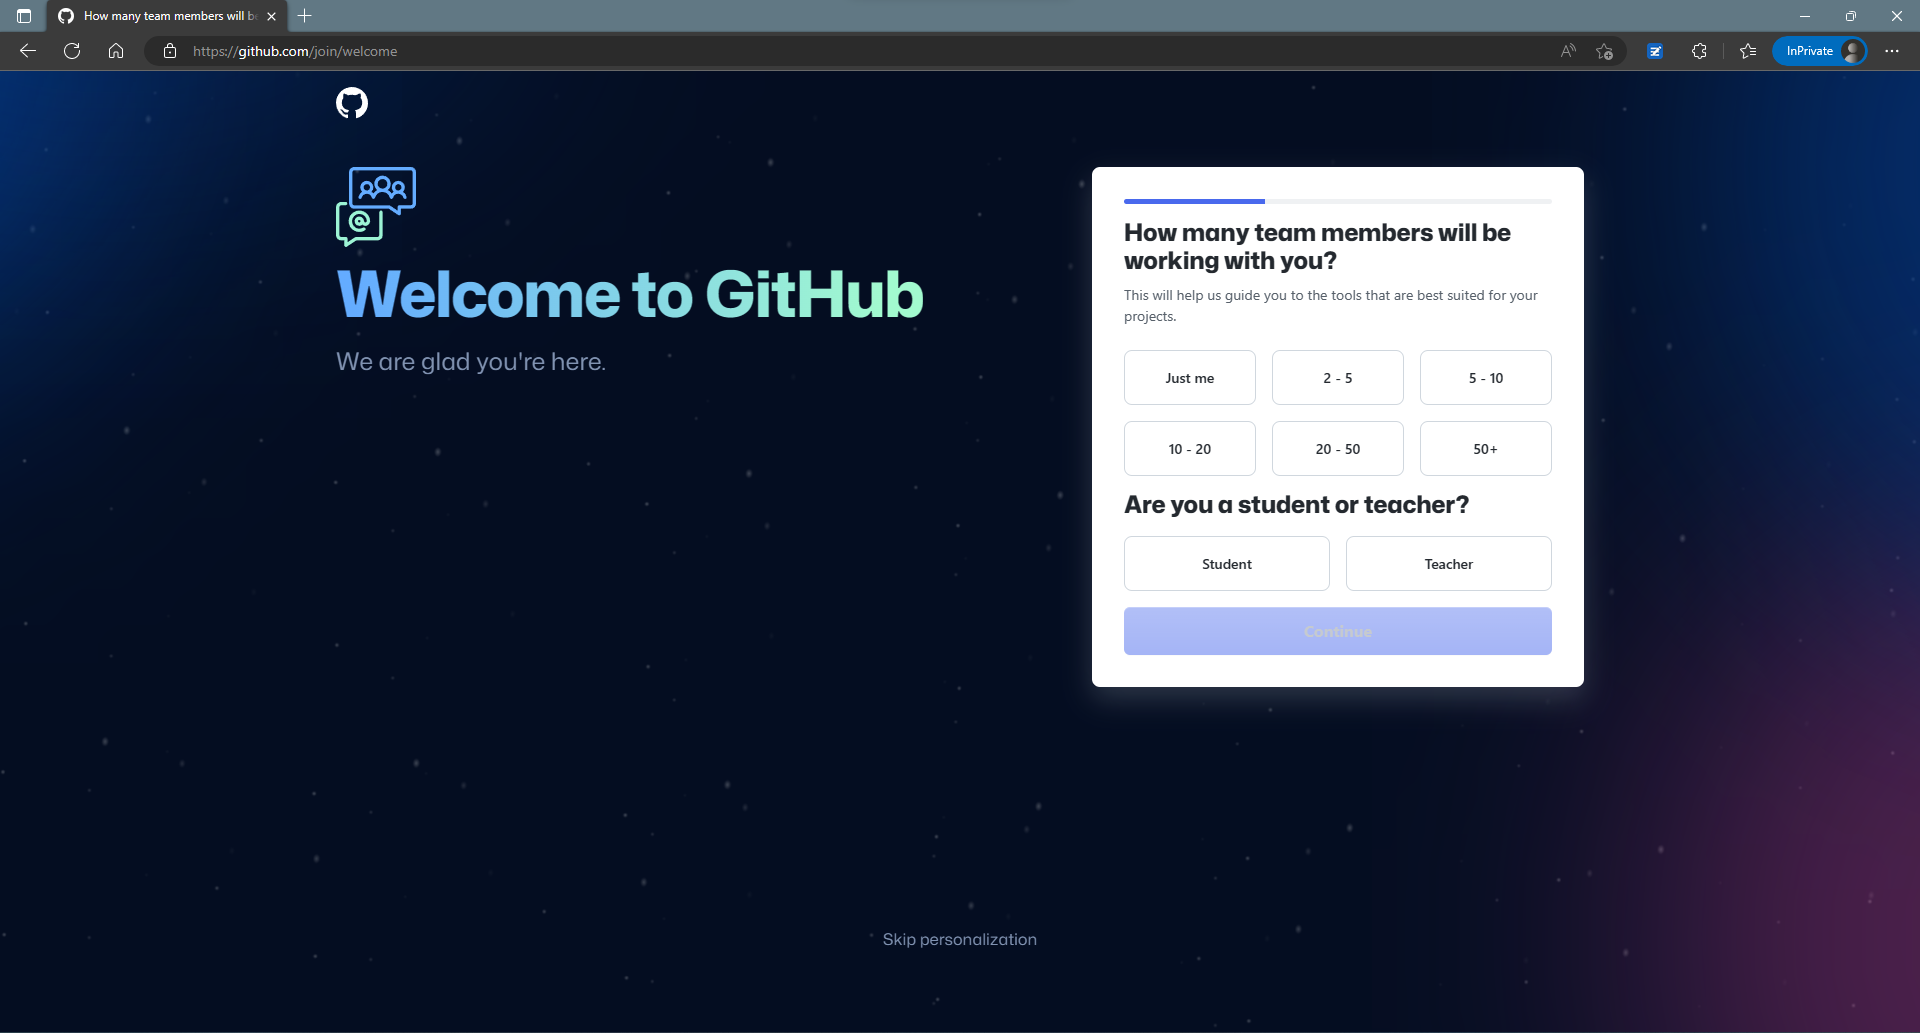 How many team members will be
https://github.com/join/welcome
InPrivate
Welcome to GitHub
We are glad you're here.
How many team members will be
working with you?
This will help us guide you to the tools that are best suited for your
projects.
Just me
2 - 5
5 - 10
10 - 20
20 - 50
50+
Are you a student or teacher?
Student
Teacher
Continue
Skip personalization